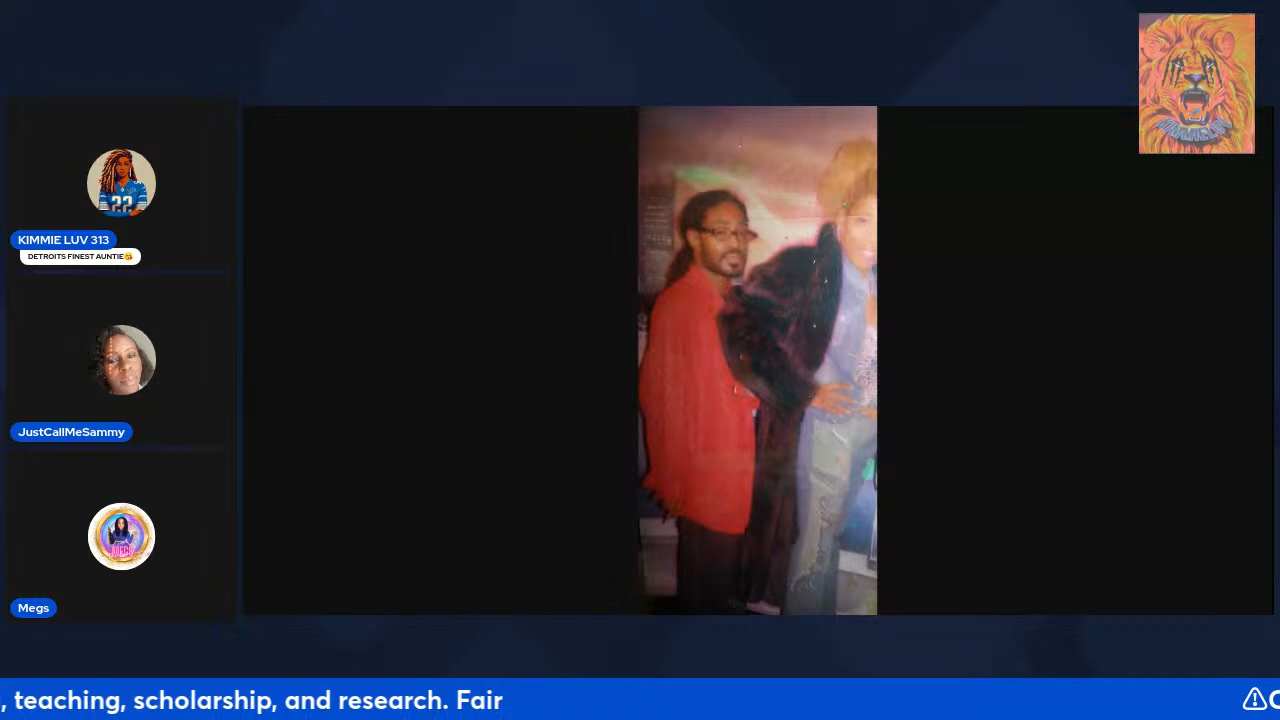 KIMMIE LUV 313
DETROITS FINEST AUNTIE😘
JustCallMeSammy
Megs
, teaching, scholarship, and research. Fair
⚠